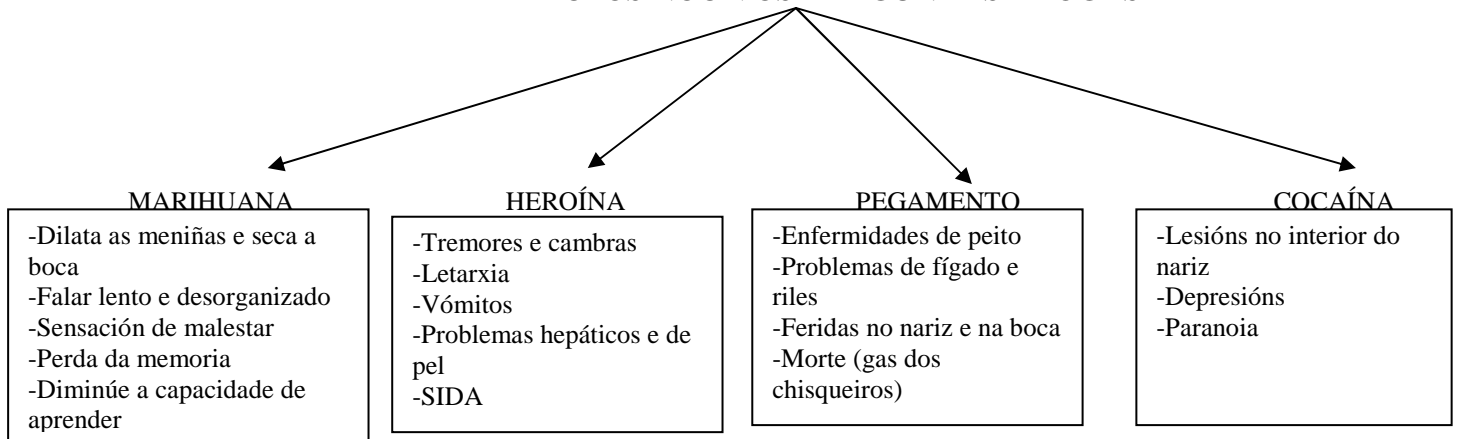 MARIHUANA
-Dilata as meniñas e seca a
boca
-Falar lento e desorganizado
-Sensación de malestar
-Perda da memoria
-Diminúe a capacidade de
aprender
HEROÍNA
-Tremores e cambras
-Letarxia
-Vómitos
-Problemas hepáticos e de
pel
-SIDA
PEGAMENTO
-Enfermidades de peito
-Problemas de fígado e
riles
-Feridas no nariz e na boca
-Morte (gas dos
chisqueiros)
COCAÍNA
-Lesións no interior do
nariz
-Depresións
-Paranoia